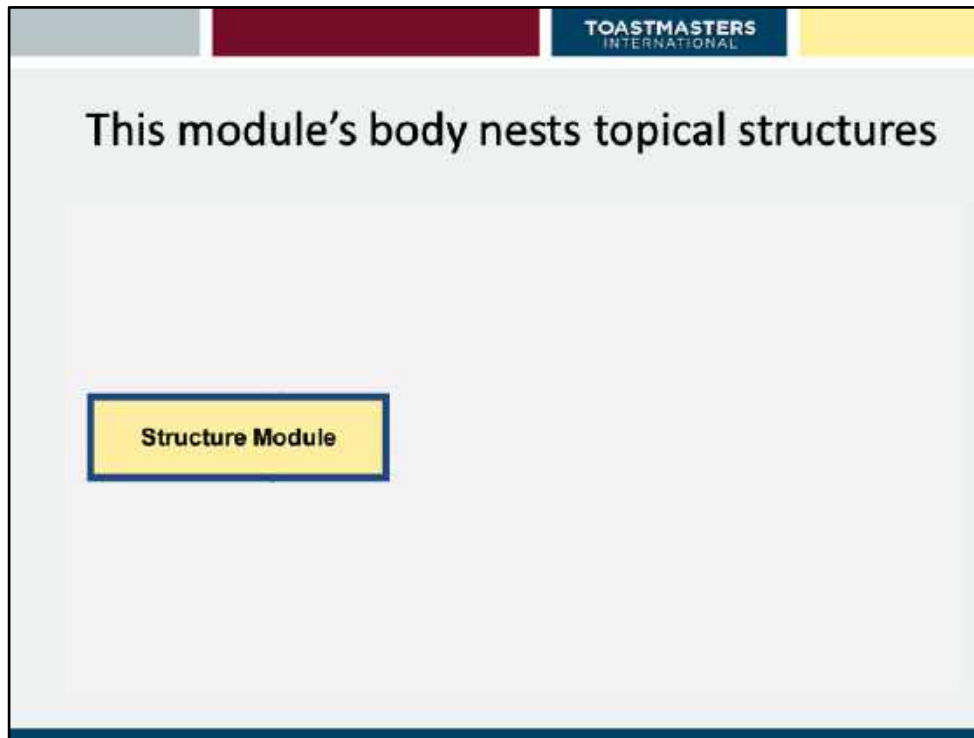 TOASTMASTERS
INTERNATIONAL
This module’s body nests topical structures
Structure Module